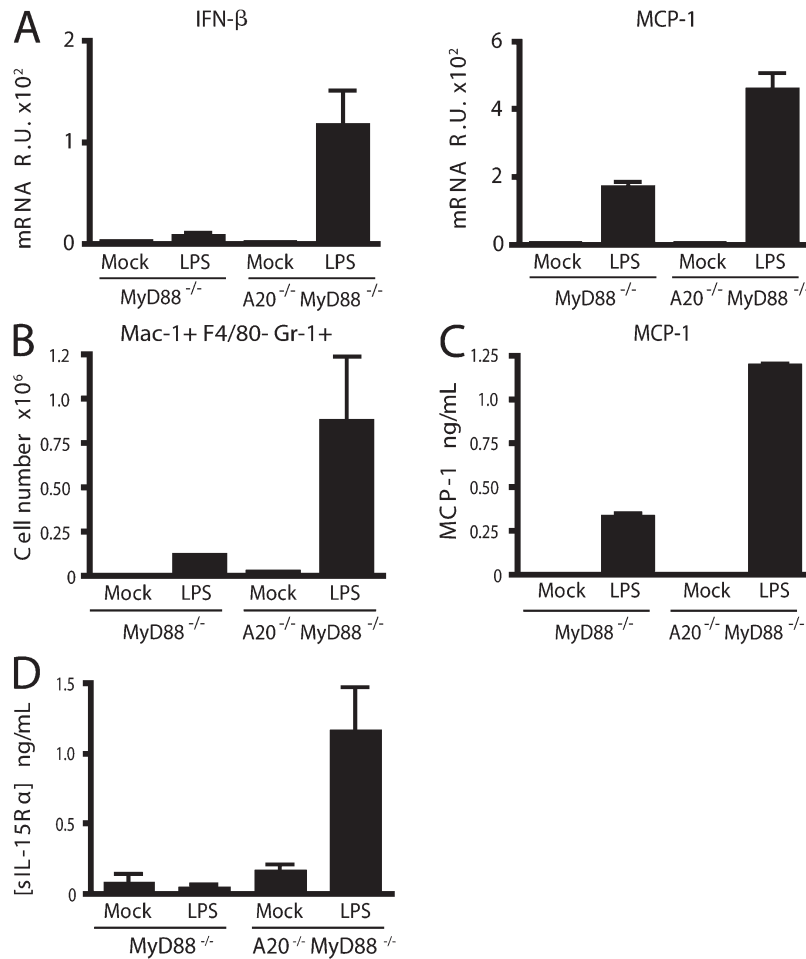 A
IFN-β
mRNA R.U. x10²
2
1
0
Mock LPS Mock LPS
MyD88 -/- A20 -/- MyD88 -/-
MCP-1
mRNA R.U. x10²
6
4
2
0
Mock LPS Mock LPS
MyD88 -/- A20 -/- MyD88 -/-
B
Mac-1+ F4/80- Gr-1+
Cell number x10⁶
1.2
1.0
0.75
0.50
0.25
0
Mock LPS Mock LPS
MyD88 -/- A20 -/- MyD88 -/-
C
MCP-1
MCP-1 ng/mL
1.25
1.0
0.75
0.50
0.25
0
Mock LPS Mock LPS
MyD88 -/- A20 -/- MyD88 -/-
D
[sIL-15Rα] ng/mL
1.5
1.0
0.5
0
Mock LPS Mock LPS
MyD88 -/- A20 -/- MyD88 -/-